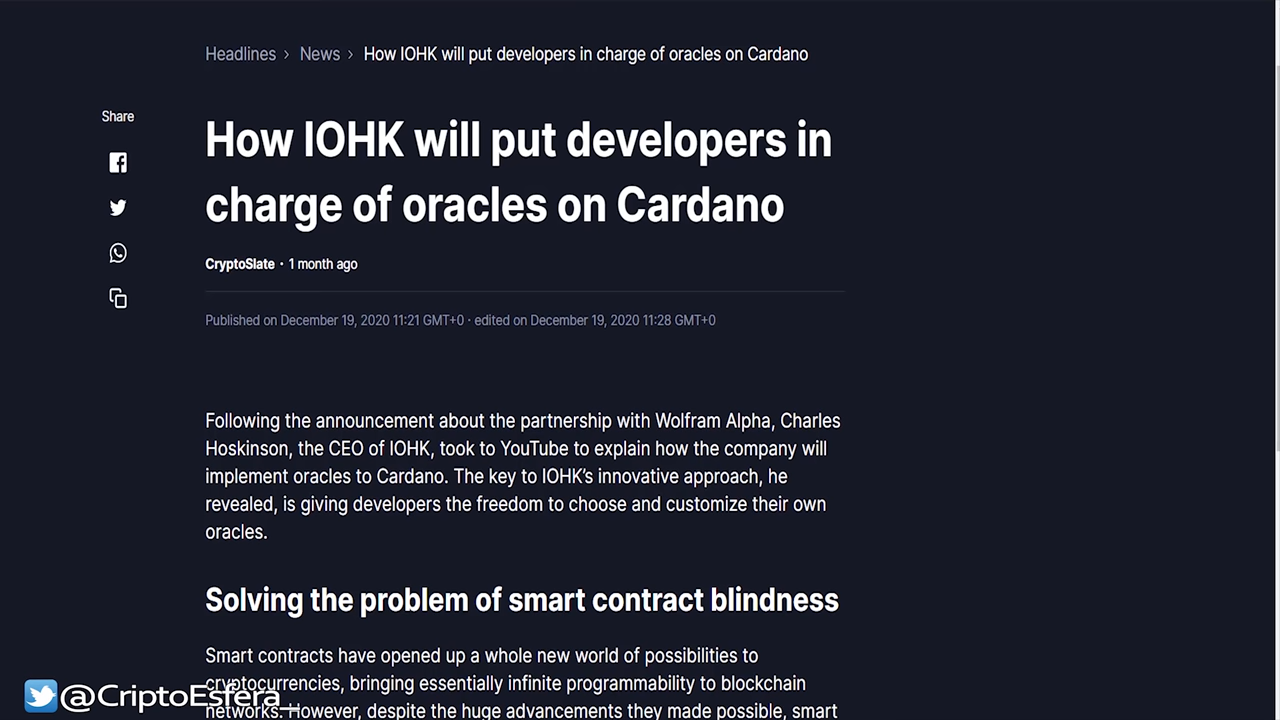 Headlines › News › How IOHK will put developers in charge of oracles on Cardano
Share
How IOHK will put developers in
charge of oracles on Cardano
CryptoSlate · 1 month ago
Published on December 19, 2020 11:21 GMT+0 · edited on December 19, 2020 11:28 GMT+0
Following the announcement about the partnership with Wolfram Alpha, Charles
Hoskinson, the CEO of IOHK, took to YouTube to explain how the company will
implement oracles to Cardano. The key to IOHK’s innovative approach, he
revealed, is giving developers the freedom to choose and customize their own
oracles.
Solving the problem of smart contract blindness
Smart contracts have opened up a whole new world of possibilities to
cryptocurrencies, bringing essentially infinite programmability to blockchain
networks. However, despite the huge advancements they made possible, smart
@CriptoEsfera_